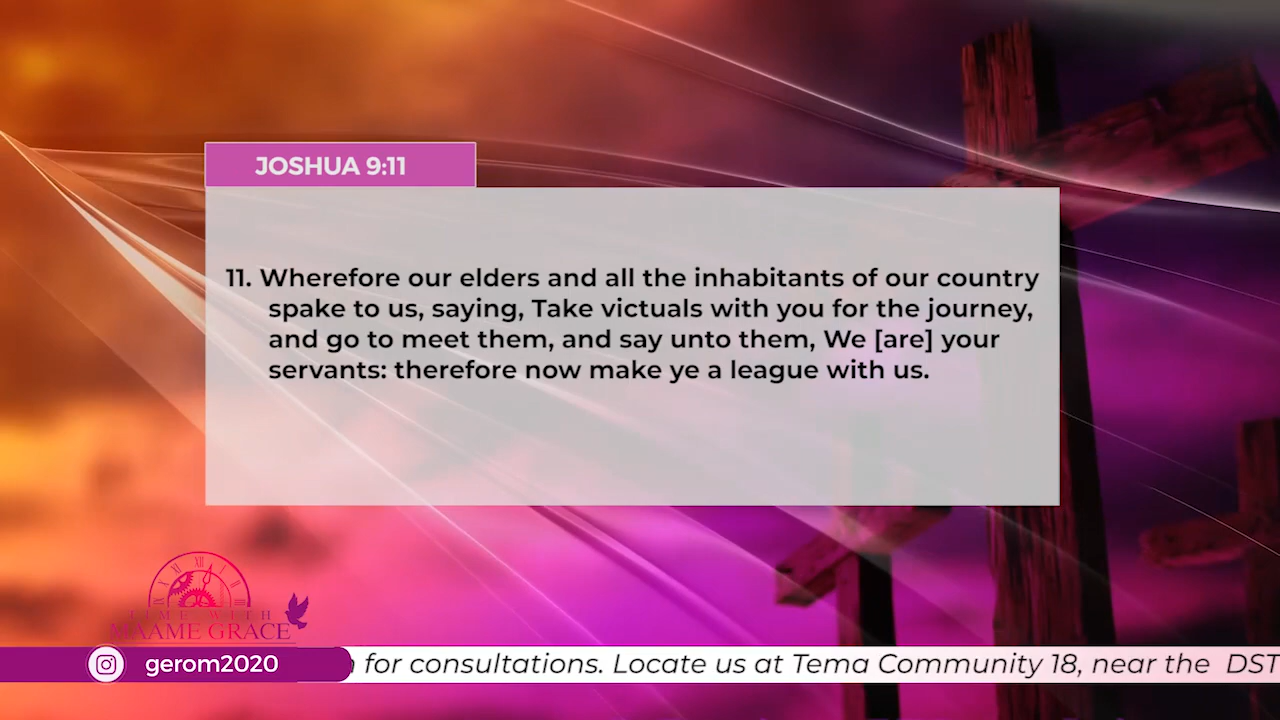 JOSHUA 9:11
11. Wherefore our elders and all the inhabitants of our country
spake to us, saying, Take victuals with you for the journey,
and go to meet them, and say unto them, We [are] your
servants: therefore now make ye a league with us.
TIME WITH
MAAME GRACE
gerom2020
for consultations. Locate us at Tema Community 18, near the DST